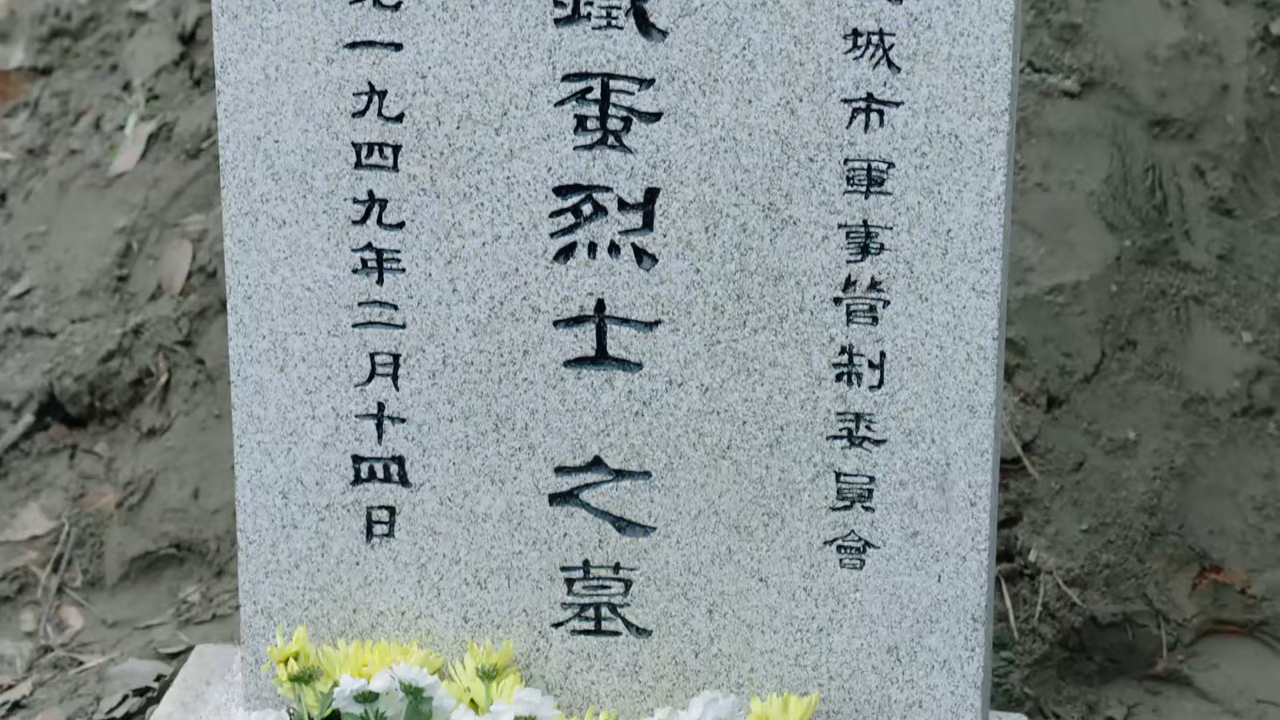 城市軍事管制委員會
鐵蛋烈士之墓
一九四九年二月十四日